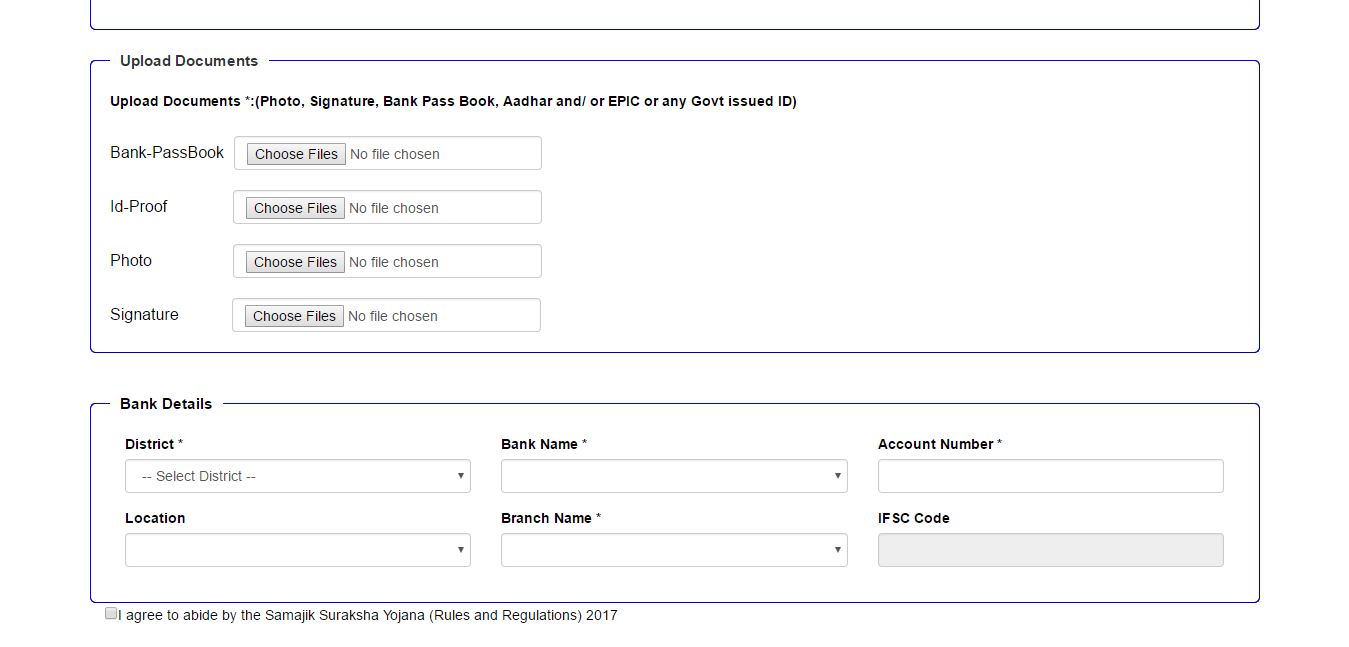 Upload Documents
Upload Documents *:(Photo, Signature, Bank Pass Book, Aadhar and/ or EPIC or any Govt issued ID)
Bank-PassBook Choose Files No file chosen
Id-Proof Choose Files No file chosen
Photo Choose Files No file chosen
Signature Choose Files No file chosen
Bank Details
District * Bank Name * Account Number *
-- Select District --
Location Branch Name * IFSC Code
I agree to abide by the Samajik Suraksha Yojana (Rules and Regulations) 2017